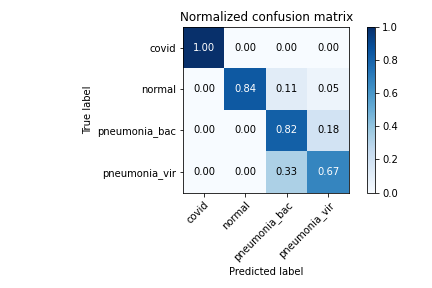 Normalized confusion matrix
True label
covid 1.00 0.00 0.00 0.00
normal 0.00 0.84 0.11 0.05
pneumonia_bac 0.00 0.00 0.82 0.18
pneumonia_vir 0.00 0.00 0.33 0.67
covid normal pneumonia_bac pneumonia_vir
Predicted label
1.0
0.8
0.6
0.4
0.2
0.0